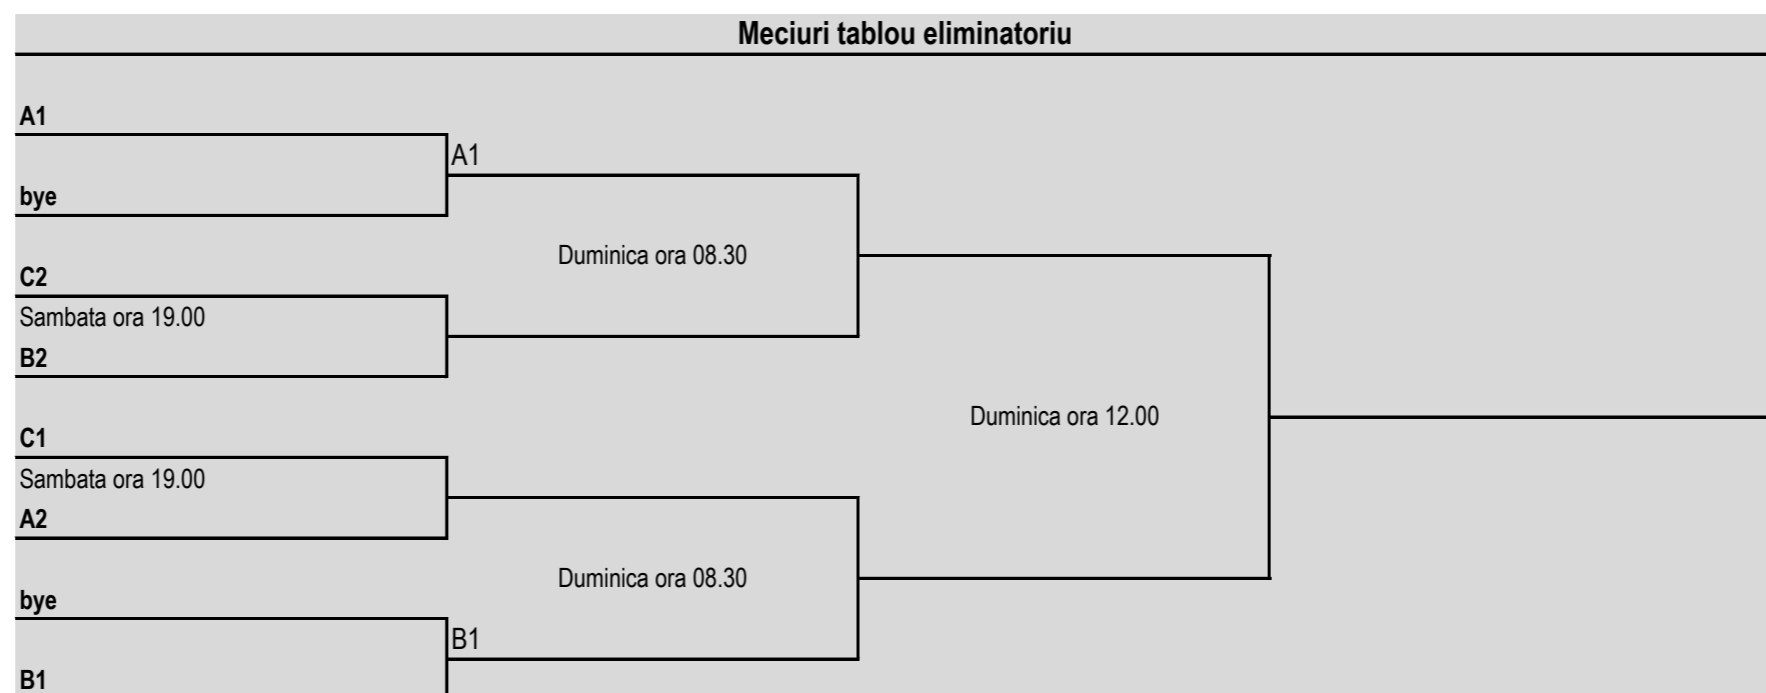 Meciuri tablou eliminatoriu
A1
A1
bye
Duminica ora 08.30
C2
Sambata ora 19.00
B2
Duminica ora 12.00
C1
Sambata ora 19.00
A2
Duminica ora 08.30
bye
B1
B1